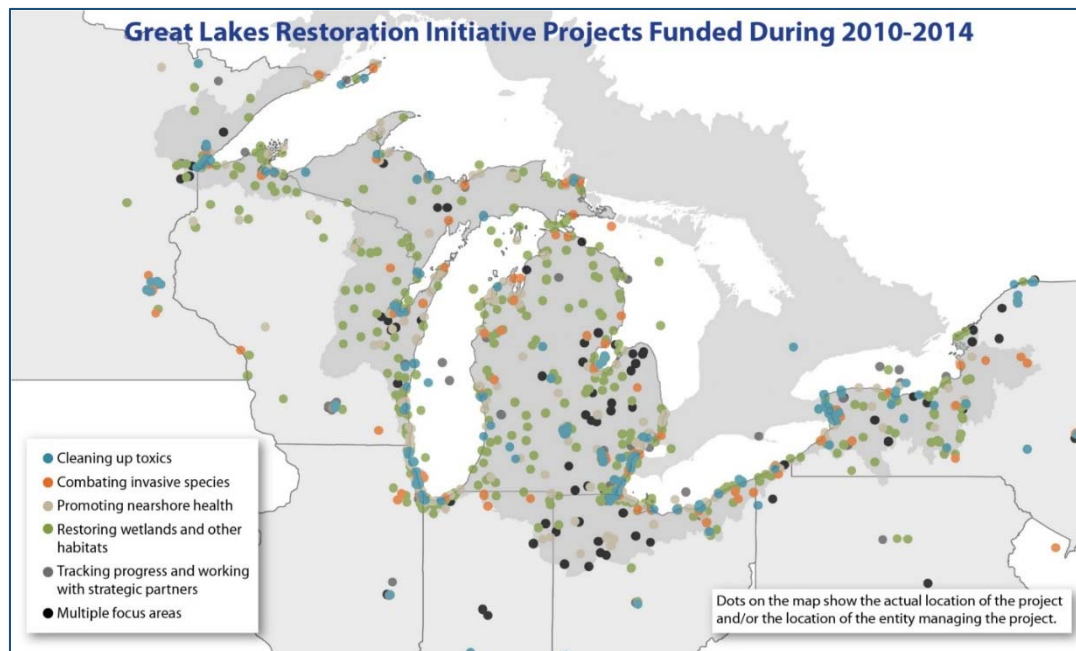 Great Lakes Restoration Initiative Projects Funded During 2010-2014
Cleaning up toxics
Combating invasive species
Promoting nearshore health
Restoring wetlands and other
habitats
Tracking progress and working
with strategic partners
Multiple focus areas
Dots on the map show the actual location of the project
and/or the location of the entity managing the project.